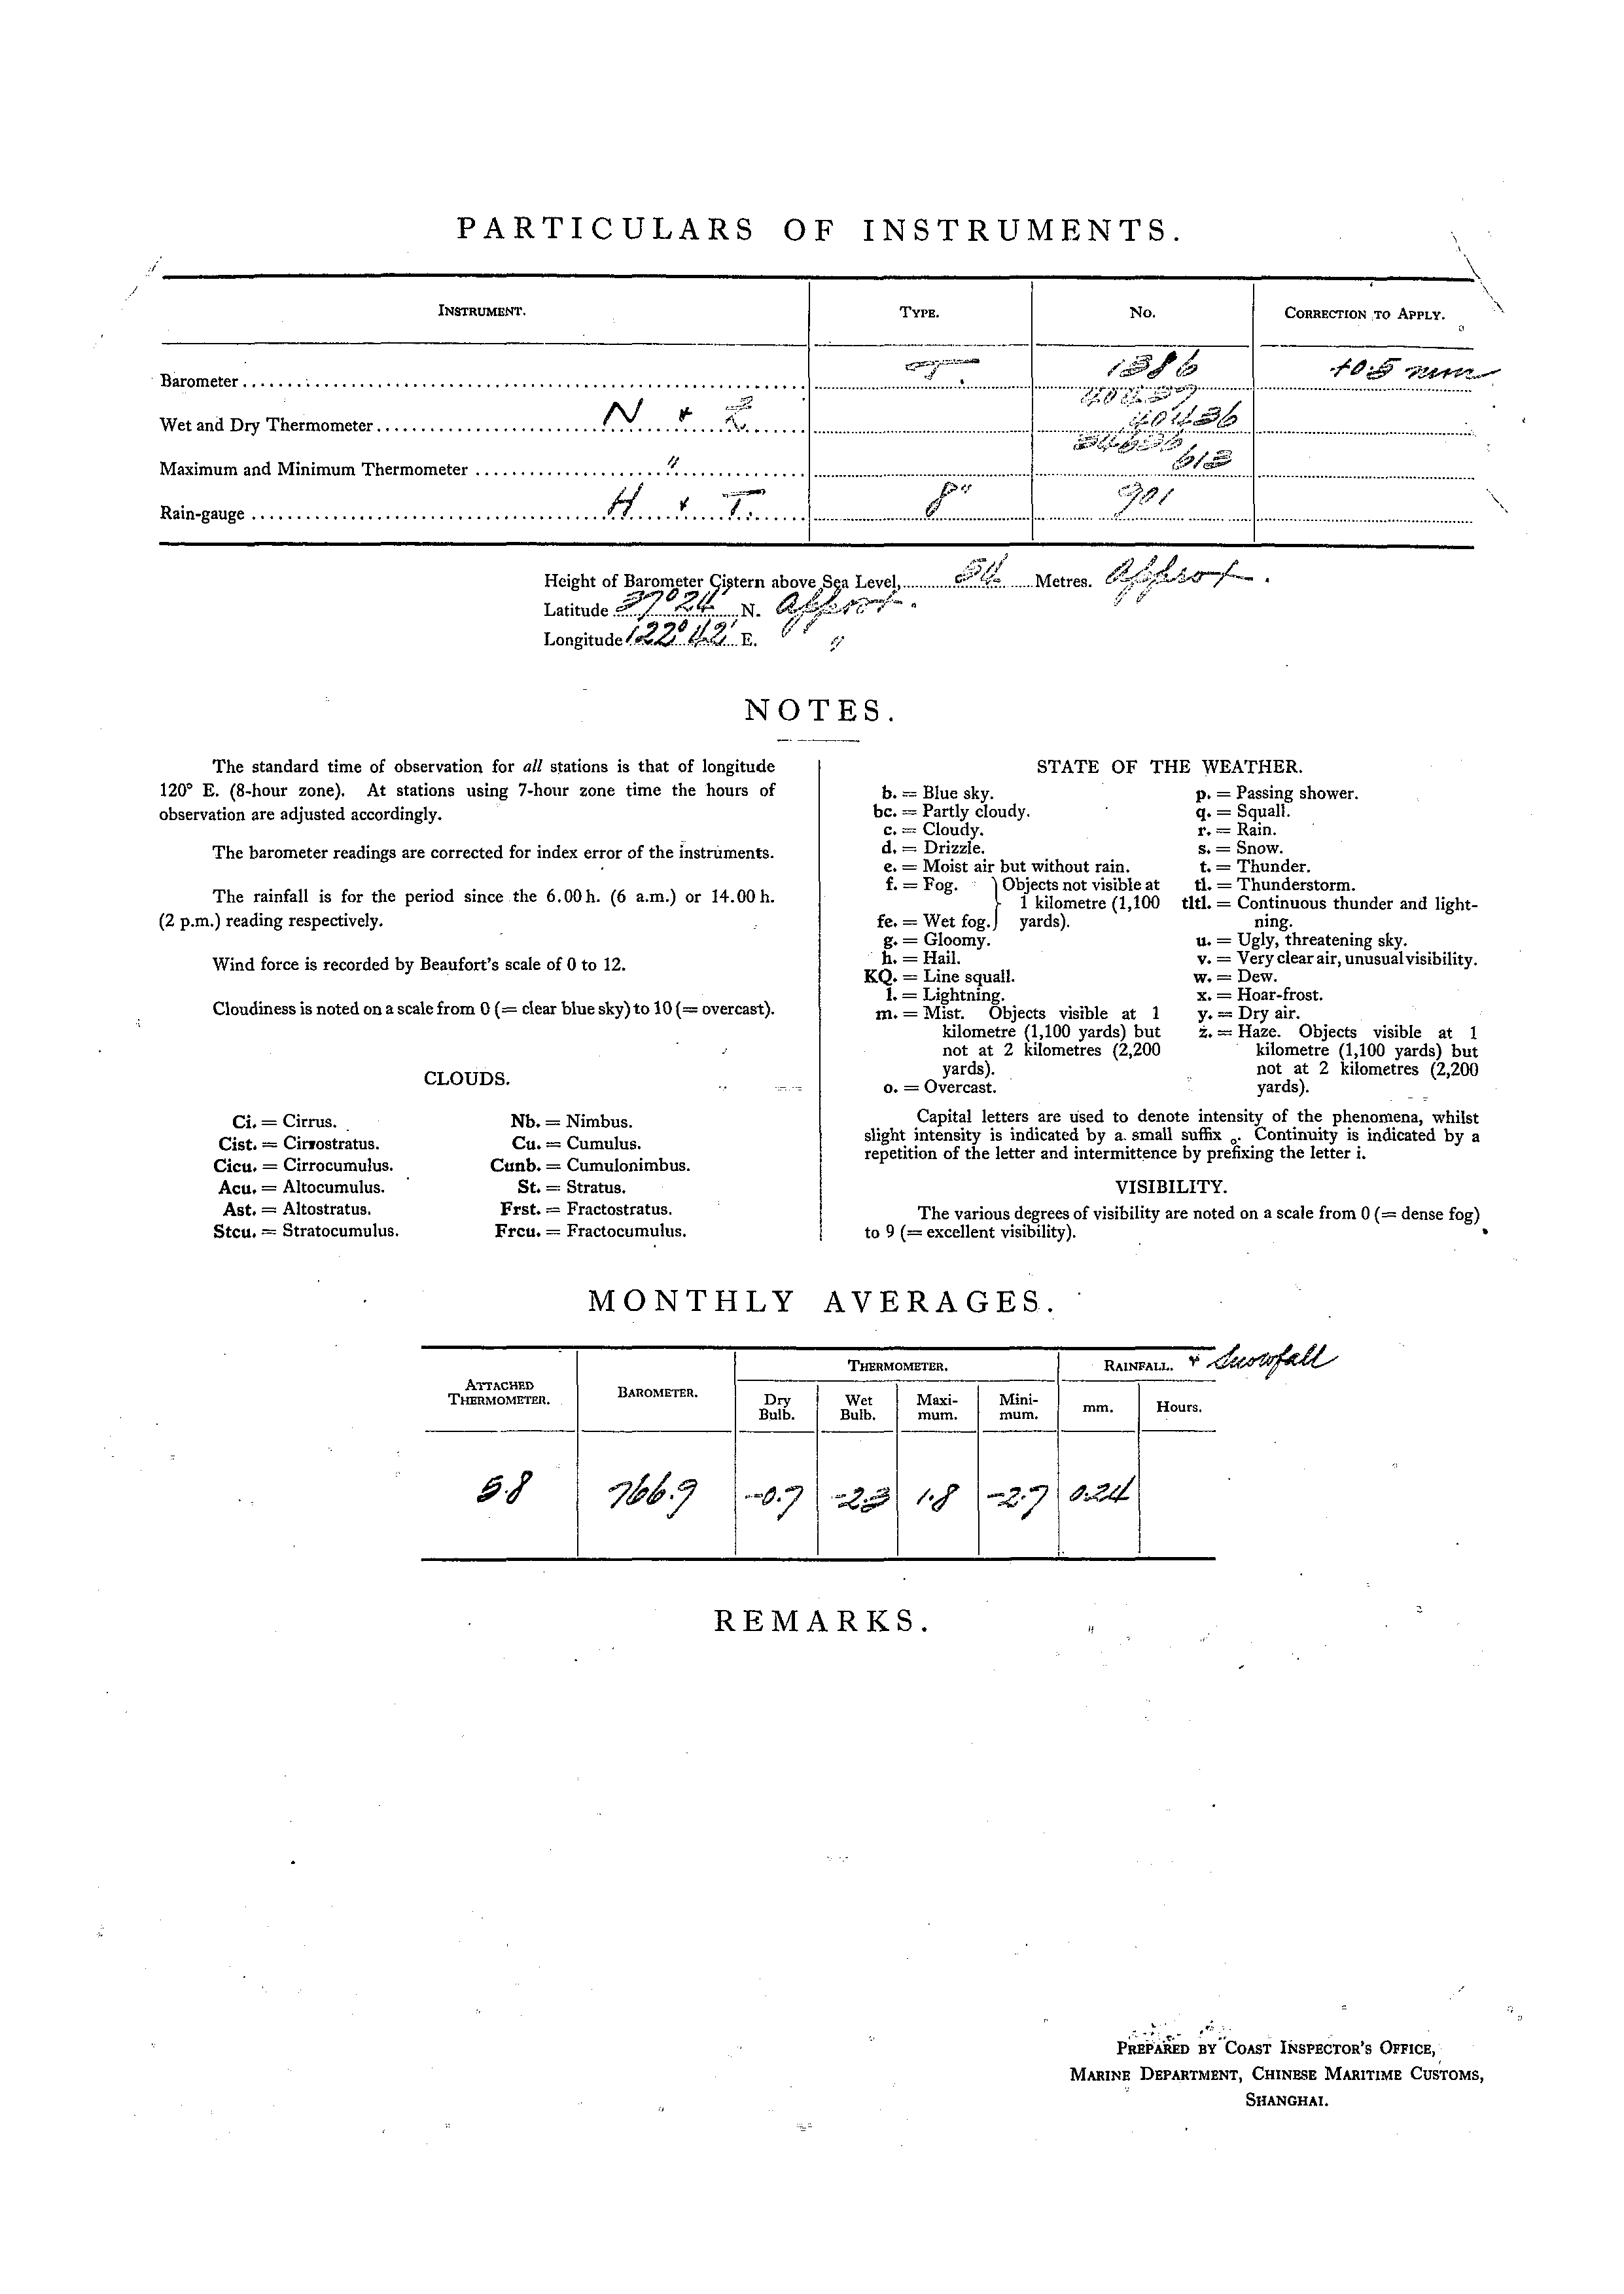 PARTICULARS OF INSTRUMENTS.
INSTRUMENT. TYPE. No. CORRECTION TO APPLY.
Barometer 1386 +0.5 mm
Wet and Dry Thermometer N & Z 40436
Maximum and Minimum Thermometer " 613
Rain-gauge H & T. 8" 901
Height of Barometer Cistern above Sea Level, Metres. Approx.
Latitude 37° 24 N. Approx.
Longitude 122° 42' E. " "
NOTES.
The standard time of observation for all stations is that of longitude
120° E. (8-hour zone). At stations using 7-hour zone time the hours of
observation are adjusted accordingly.
The barometer readings are corrected for index error of the instruments.
The rainfall is for the period since the 6.00 h. (6 a.m.) or 14.00 h.
(2 p.m.) reading respectively.
Wind force is recorded by Beaufort's scale of 0 to 12.
Cloudiness is noted on a scale from 0 (= clear blue sky) to 10 (= overcast).
CLOUDS.
Ci. = Cirrus. Nb. = Nimbus.
Cist. = Cirrostratus. Cu. = Cumulus.
Cicu. = Cirrocumulus. Cunb. = Cumulonimbus.
Acu. = Altocumulus. St. = Stratus.
Ast. = Altostratus. Frst. = Fractostratus.
Stcu. = Stratocumulus. Frcu. = Fractocumulus.
STATE OF THE WEATHER.
b. = Blue sky.
bc. = Partly cloudy.
c. = Cloudy.
d. = Drizzle.
e. = Moist air but without rain.
f. = Fog. } Objects not visible at
1 kilometre (1,100
fe. = Wet fog. yards).
g. = Gloomy.
h. = Hail.
KQ. = Line squall.
l. = Lightning.
m. = Mist. Objects visible at 1
kilometre (1,100 yards) but
not at 2 kilometres (2,200
yards).
o. = Overcast.
p. = Passing shower.
q. = Squall.
r. = Rain.
s. = Snow.
t. = Thunder.
tl. = Thunderstorm.
tltl. = Continuous thunder and light-
ning.
u. = Ugly, threatening sky.
v. = Very clear air, unusual visibility.
w. = Dew.
x. = Hoar-frost.
y. = Dry air.
z. = Haze. Objects visible at 1
kilometre (1,100 yards) but
not at 2 kilometres (2,200
yards).
Capital letters are used to denote intensity of the phenomena, whilst
slight intensity is indicated by a small suffix o. Continuity is indicated by a
repetition of the letter and intermittence by prefixing the letter i.
VISIBILITY.
The various degrees of visibility are noted on a scale from 0 (= dense fog)
to 9 (= excellent visibility).
MONTHLY AVERAGES.
THERMOMETER. RAINFALL. & Snowfall
ATTACHED
THERMOMETER. BAROMETER. Dry
Bulb. Wet
Bulb. Maxi-
mum. Mini-
mum. mm. Hours.
5.8 766.9 -0.7 -2.3 1.8 -2.7 0.24
REMARKS.
PREPARED BY COAST INSPECTOR'S OFFICE,
MARINE DEPARTMENT, CHINESE MARITIME CUSTOMS,
SHANGHAI.